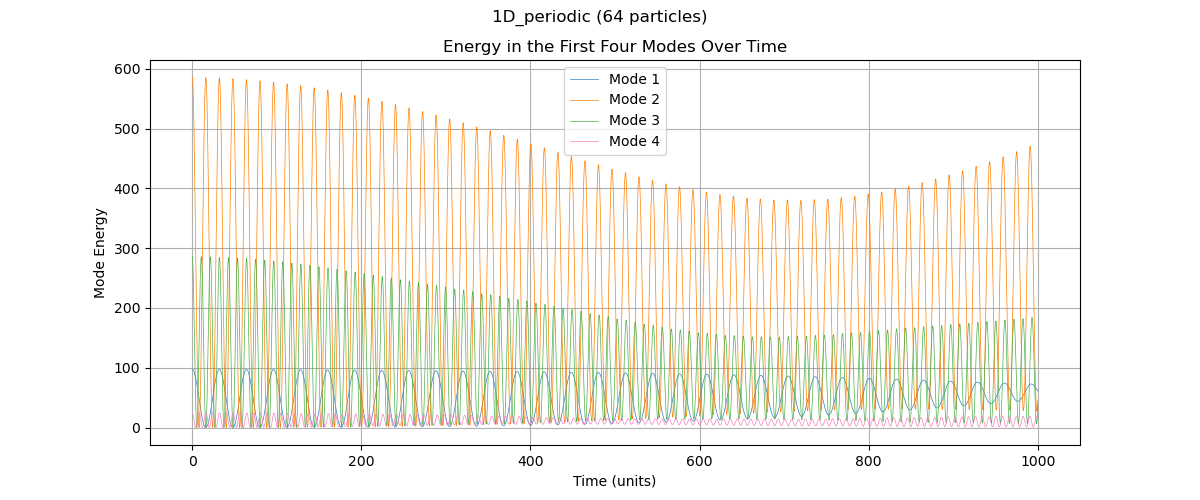 1D_periodic (64 particles)
Energy in the First Four Modes Over Time
Mode Energy
600
500
400
300
200
100
0
Mode 1
Mode 2
Mode 3
Mode 4
0 200 400 600 800 1000
Time (units)